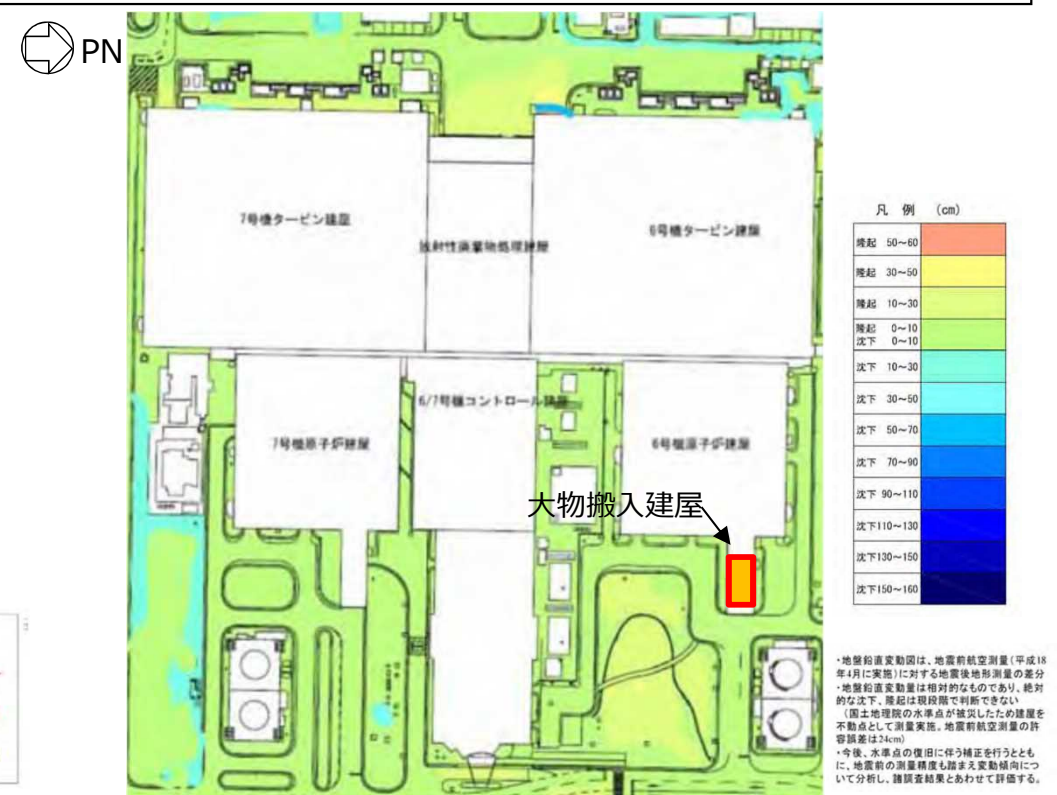 PN
7号機タービン建屋
放射性廃棄物処理建屋
6号機タービン建屋
7号機原子炉建屋
6/7号機コントロール建屋
6号機原子炉建屋
大物搬入建屋
凡 例 (cm)
隆起 50~60
隆起 30~50
隆起 10~30
隆起 0~10
沈下 0~10
沈下 10~30
沈下 30~50
沈下 50~70
沈下 70~90
沈下 90~110
沈下110~130
沈下130~150
沈下150~160
・地盤鉛直変動図は、地震前航空測量(平成18
年4月に実施)に対する地震後地形測量の差分
・地盤鉛直変動量は相対的なものであり、絶対
的な沈下、隆起は現段階で判断できない
(国土地理院の水準点が被災したため建屋を
不動点として測量実施。地震前航空測量の許
容誤差は24cm)
・今後、水準点の復旧に伴う補正を行うととも
に、地震前の測量精度も踏まえ変動傾向につ
いて分析し、諸調査結果とあわせて評価する。